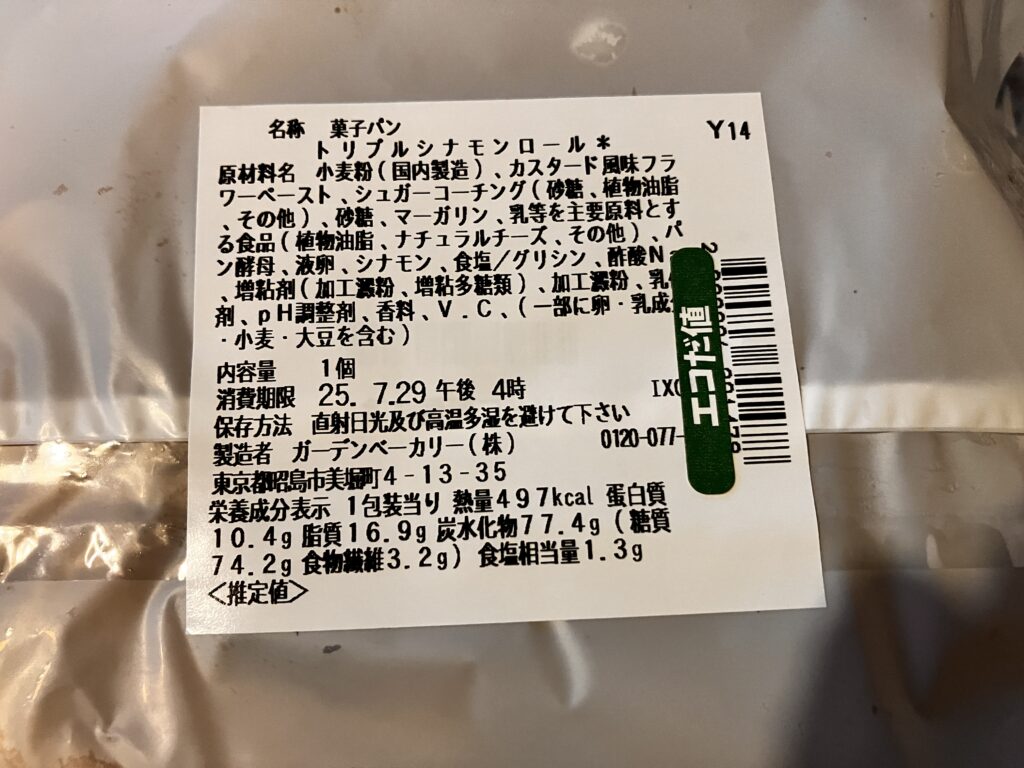 名称 菓子パン
Y14
トリプルシナモンロール*
原材料名 小麦粉(国内製造)、カスタード風味フラ
ワーペースト、シュガーコーチング(砂糖、植物油脂
、その他)、砂糖、マーガリン、乳等を主要原料とす
る食品(植物油脂、ナチュラルチーズ、その他)、パ
ン酵母、液卵、シナモン、食塩/グリシン、酢酸N
、増粘剤(加工澱粉、増粘多糖類)、加工澱粉、乳
剤、pH調整剤、香料、V.C、(一部に卵・乳成
・小麦・大豆を含む)
内容量 1個
消費期限 25. 7.29 午後 4時
保存方法 直射日光及び高温多湿を避けて下さい
製造者 ガーデンベーカリー(株)
0120-077-
東京都昭島市美堀町4-13-35
栄養成分表示 1包装当り 熱量497kcal 蛋白質
10.4g 脂質16.9g 炭水化物77.4g (糖質
74.2g 食物繊維3.2g) 食塩相当量1.3g
<推定値>
エコだ値